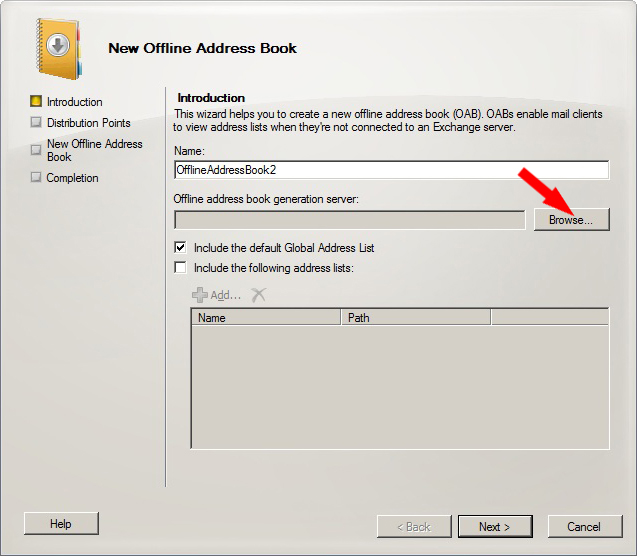 New Offline Address Book
Introduction
Distribution Points
New Offline Address
Book
Completion
Introduction
This wizard helps you to create a new offline address book (OAB). OABs enable mail clients
to view address lists when they're not connected to an Exchange server.
Name:
OfflineAddressBook2
Offline address book generation server:
Browse...
Include the default Global Address List
Include the following address lists:
Add...
Name Path
Help < Back Next > Cancel